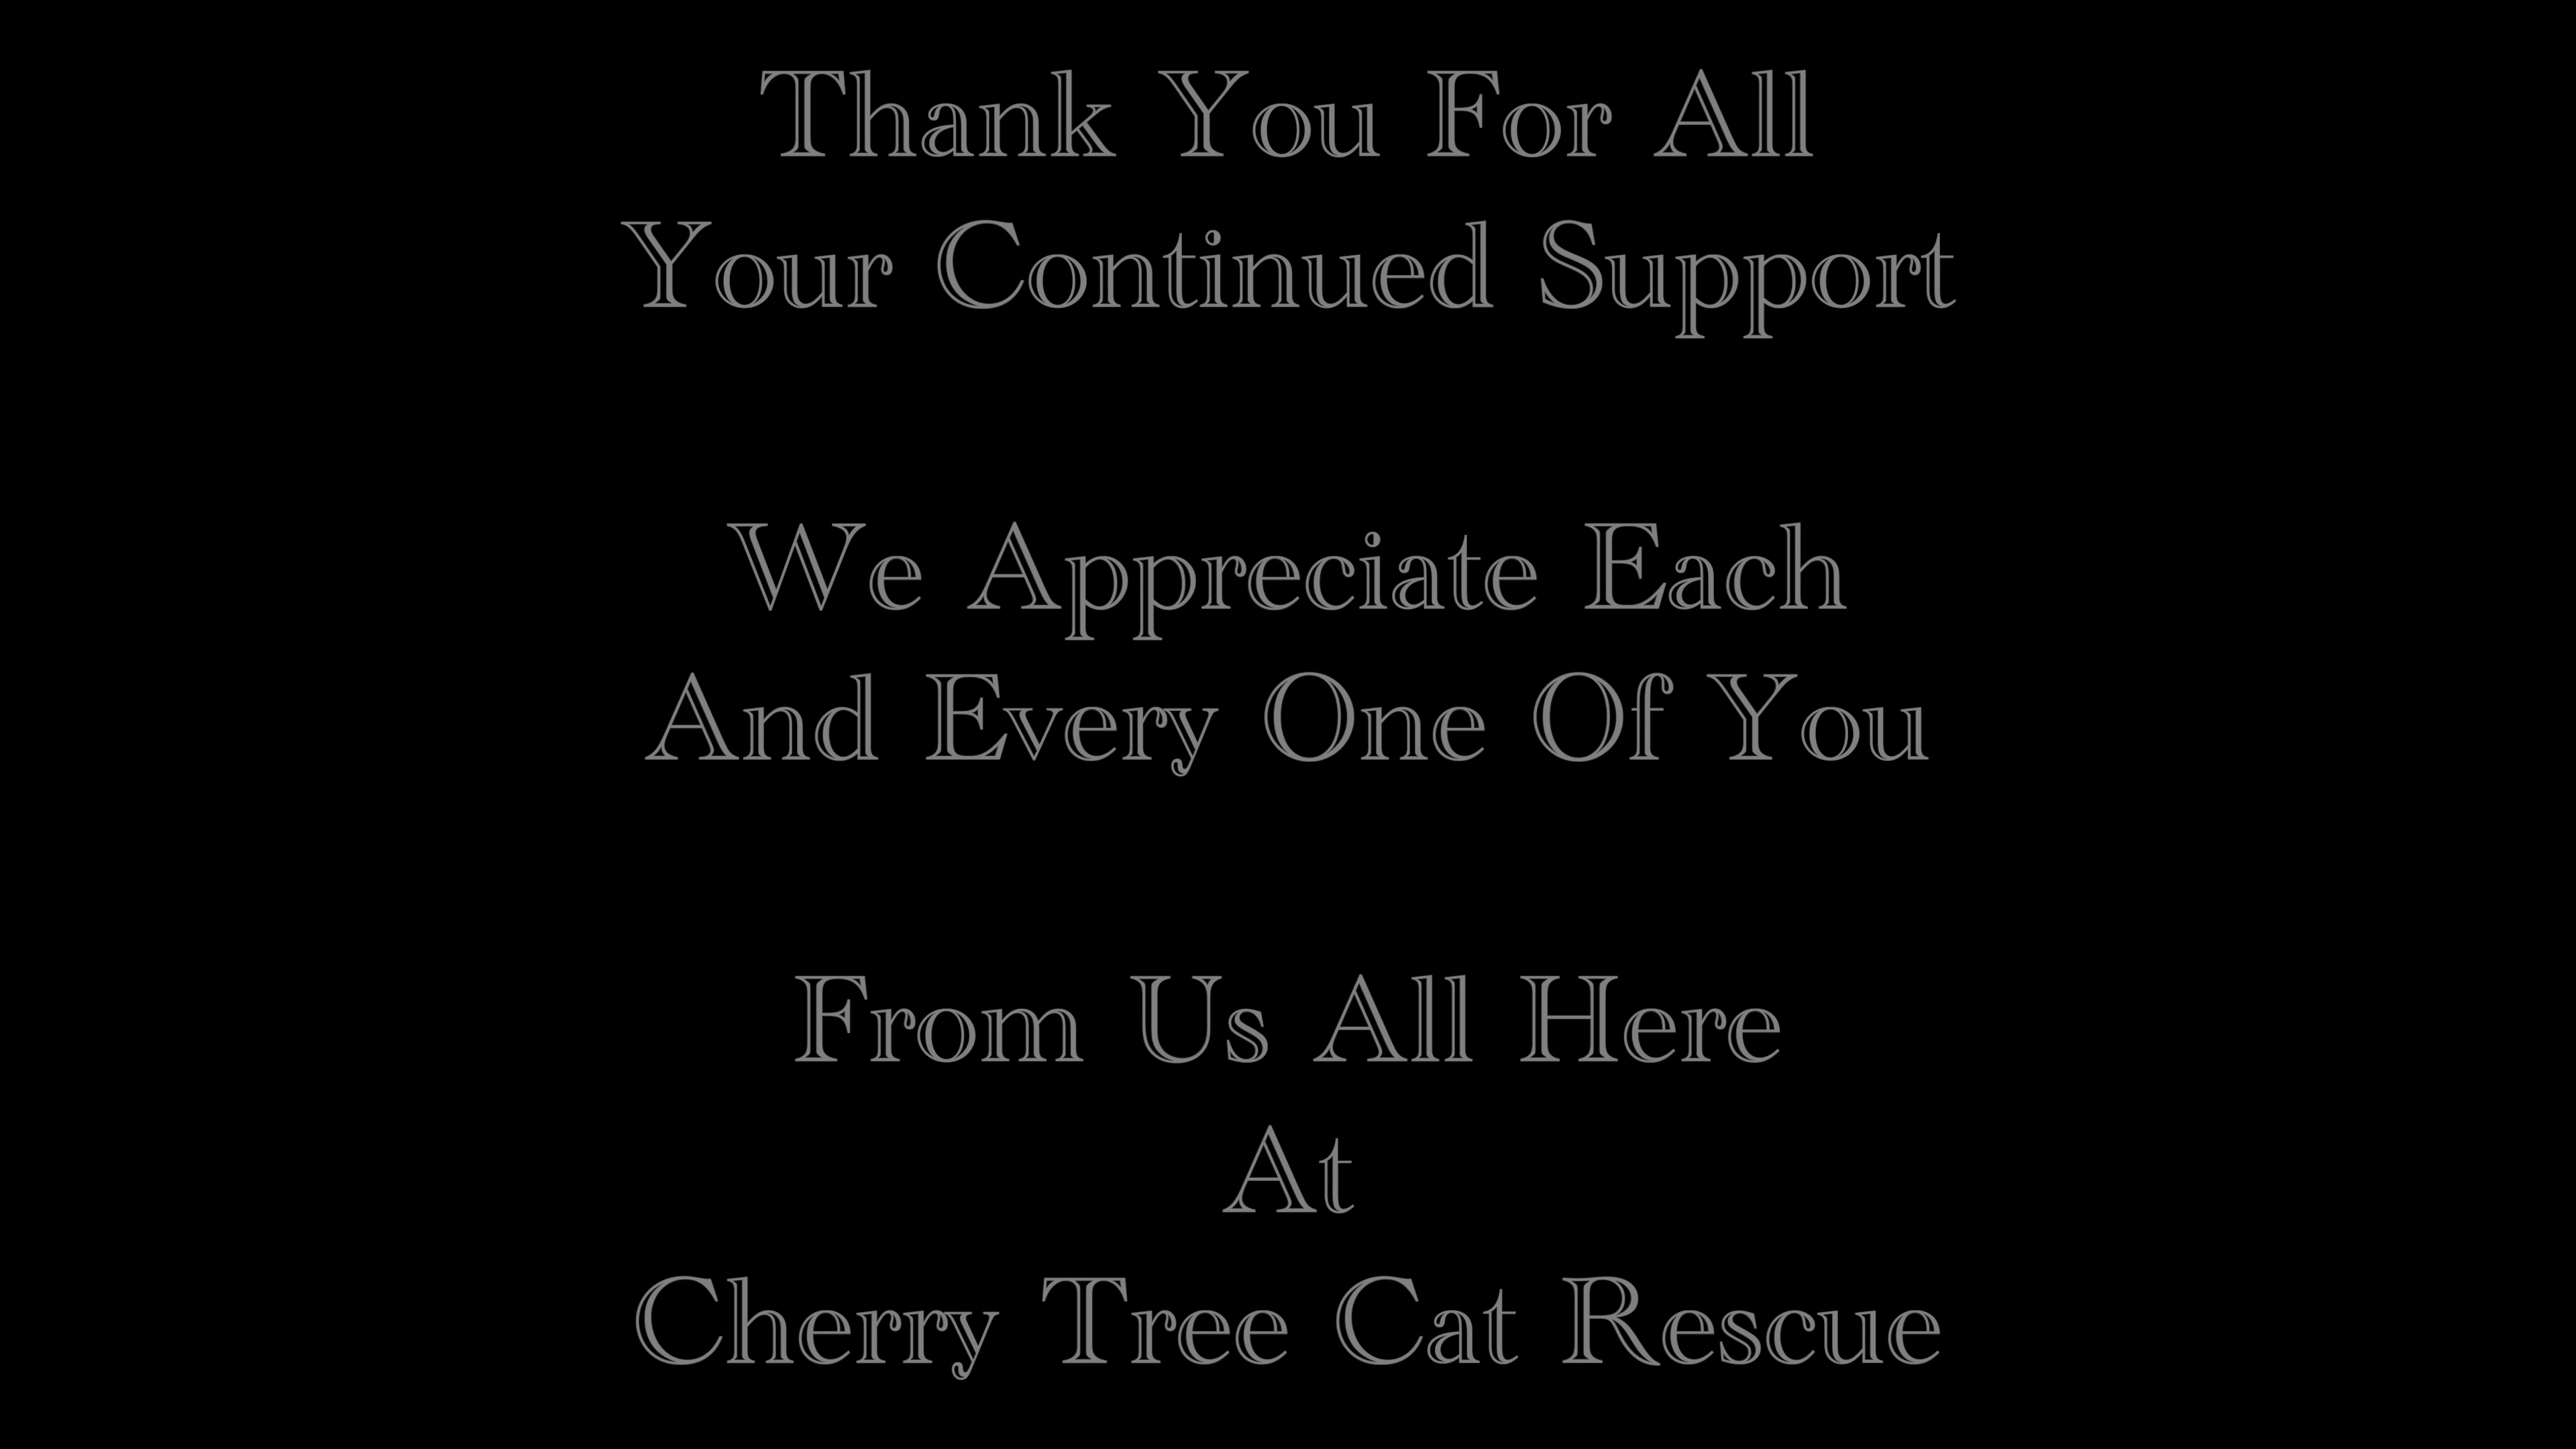 Thank You For All
Your Continued Support
We Appreciate Each
And Every One Of You
From Us All Here
At
Cherry Tree Cat Rescue